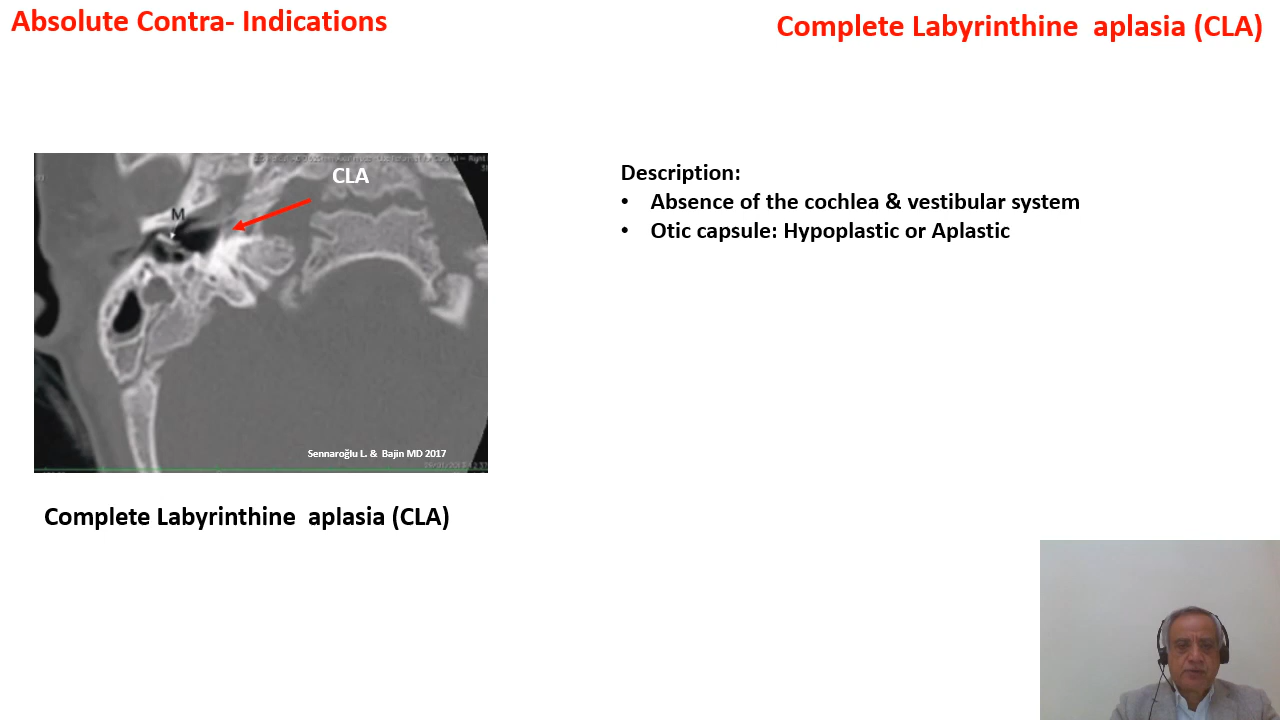 Absolute Contra- Indications
Complete Labyrinthine aplasia (CLA)
CLA
M
Description:
• Absence of the cochlea & vestibular system
• Otic capsule: Hypoplastic or Aplastic
Sennaroğlu L. & Bajin MD 2017
Complete Labyrinthine aplasia (CLA)